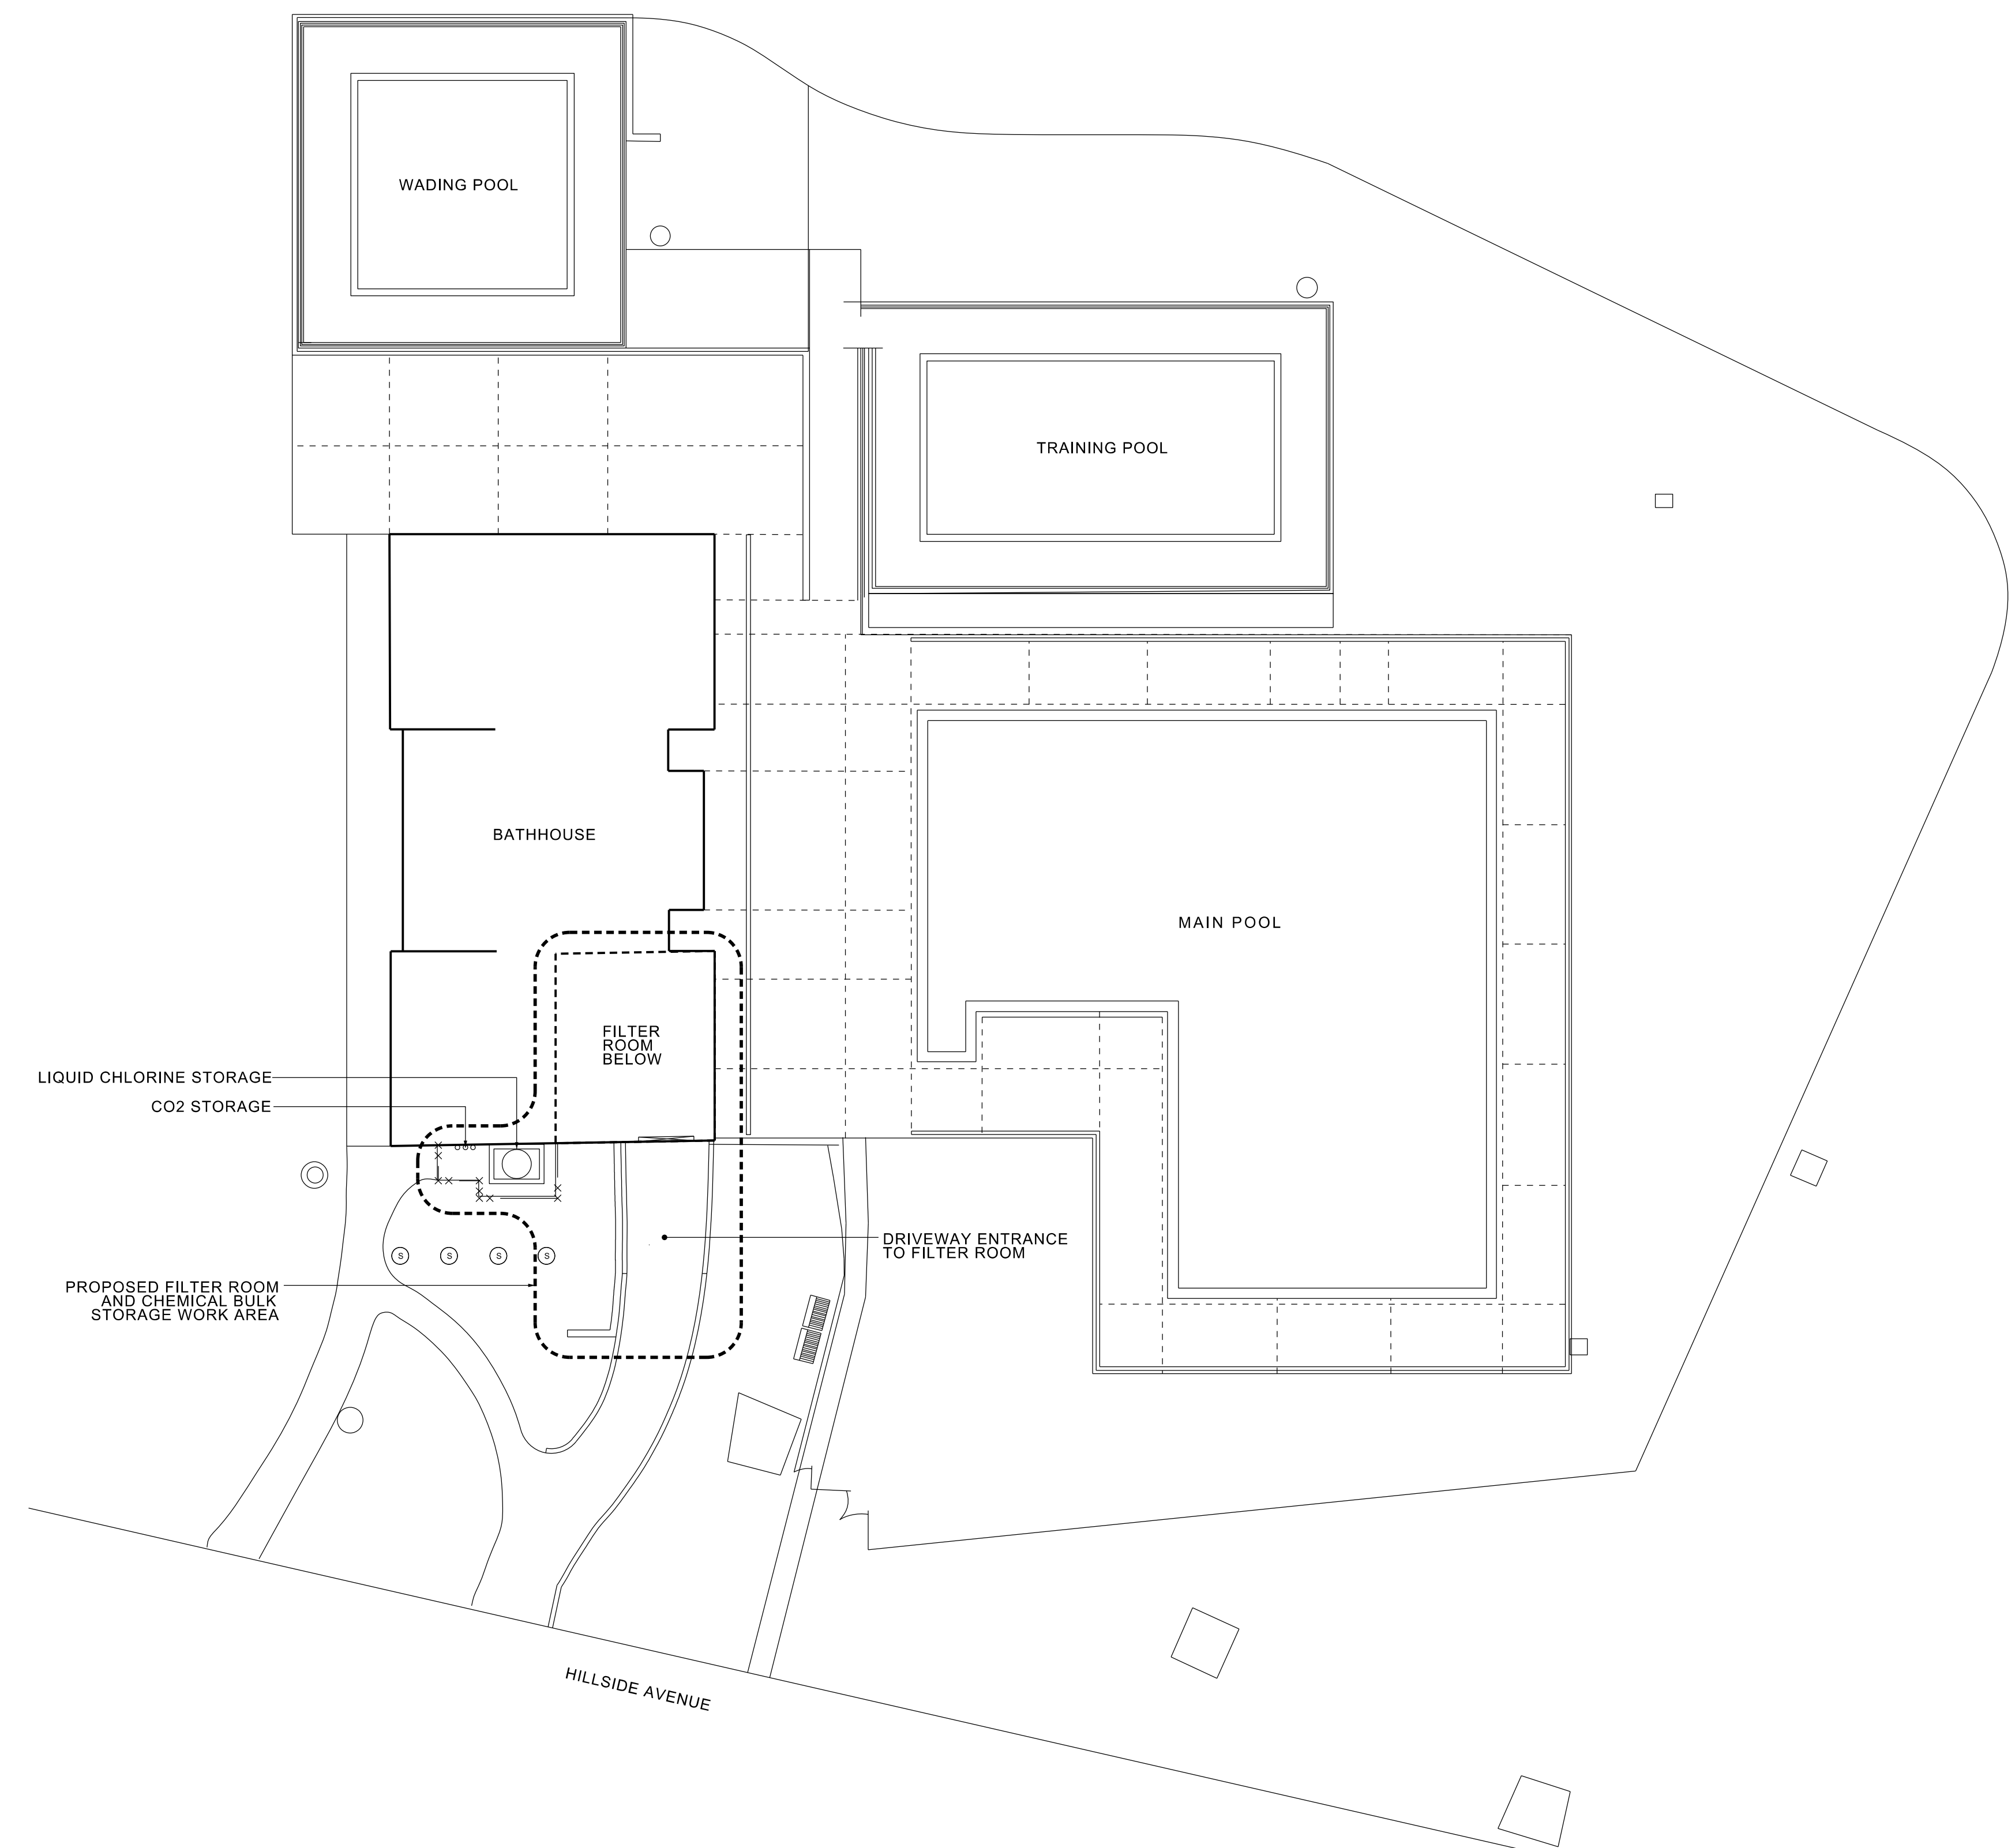 WADING POOL
TRAINING POOL
BATHHOUSE
MAIN POOL
FILTER
ROOM
BELOW
LIQUID CHLORINE STORAGE
CO2 STORAGE
DRIVEWAY ENTRANCE
TO FILTER ROOM
S S S S
PROPOSED FILTER ROOM
AND CHEMICAL BULK
STORAGE WORK AREA
HILLSIDE AVENUE